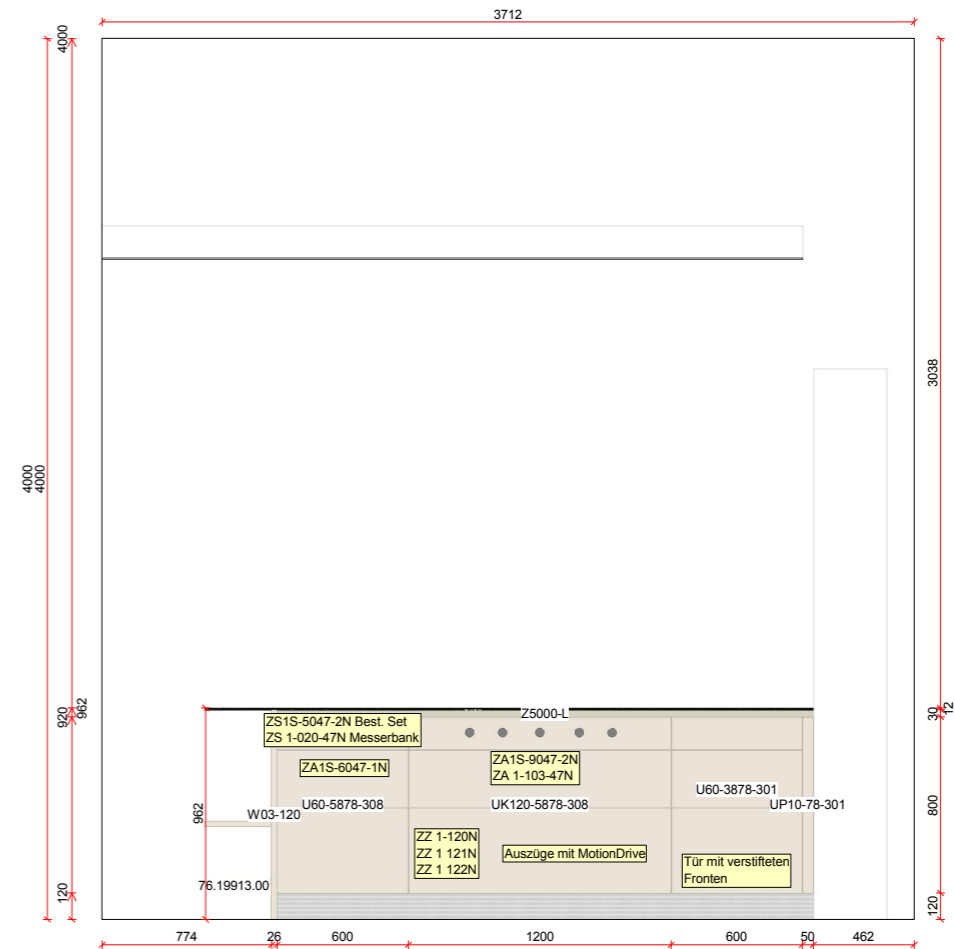 3712
4000
4000
4000
3038
962
920
30
12
Z5000-L
ZS1S-5047-2N Best. Set
ZS 1-020-47N Messerbank
ZA1S-6047-1N
ZA1S-9047-2N
ZA 1-103-47N
U60-3878-301
U60-5878-308
UK120-5878-308
UP10-78-301
W03-120
962
800
ZZ 1-120N
ZZ 1 121N
ZZ 1 122N
Auszüge mit MotionDrive
Tür mit verstifteten
Fronten
76.19913.00
120
120
774
26
600
1200
600
50
462